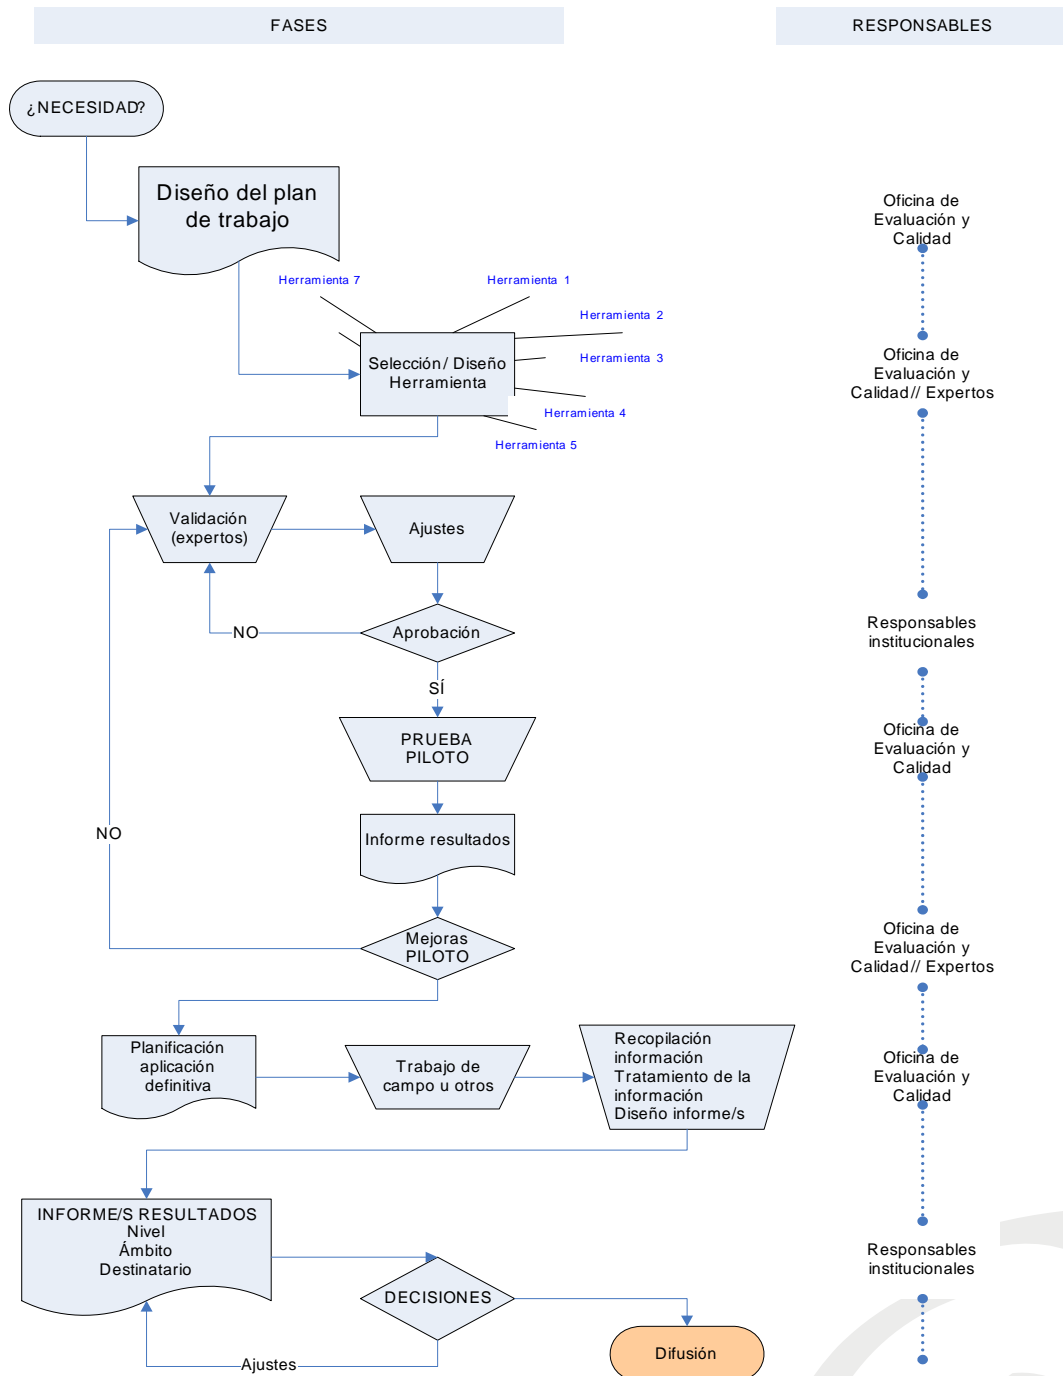 FASES
RESPONSABLES
¿NECESIDAD?
Diseño del plan
de trabajo
Oficina de
Evaluación y
Calidad
Herramienta 7
Herramienta 1
Herramienta 2
Herramienta 3
Herramienta 4
Herramienta 5
Selección/ Diseño
Herramienta
Oficina de
Evaluación y
Calidad// Expertos
Validación
(expertos)
Ajustes
Aprobación
NO
SÍ
Responsables
institucionales
PRUEBA
PILOTO
Oficina de
Evaluación y
Calidad
Informe resultados
NO
Mejoras
PILOTO
Oficina de
Evaluación y
Calidad// Expertos
Planificación
aplicación
definitiva
Trabajo de
campo u otros
Recopilación
información
Tratamiento de la
información
Diseño informe/s
Oficina de
Evaluación y
Calidad
INFORME/S RESULTADOS
Nivel
Ámbito
Destinatario
DECISIONES
Ajustes
Difusión
Responsables
institucionales